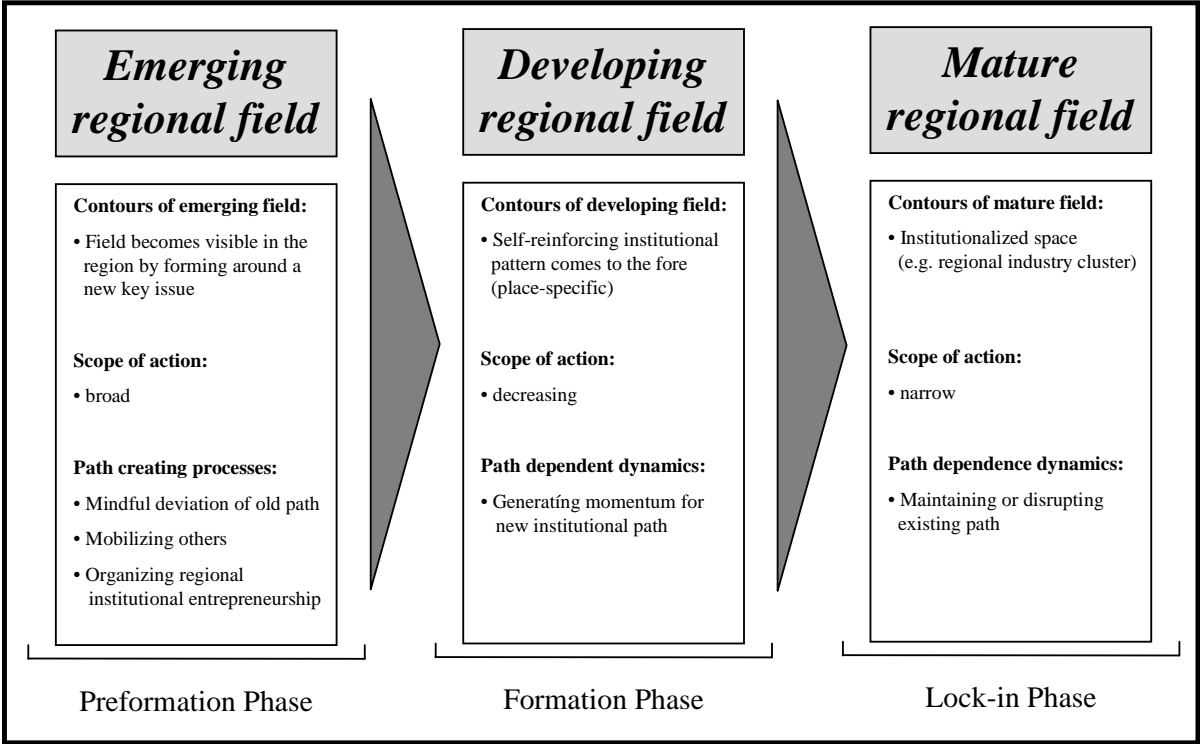 Emerging
regional field
Contours of emerging field:
• Field becomes visible in the
region by forming around a
new key issue
Scope of action:
• broad
Path creating processes:
• Mindful deviation of old path
• Mobilizing others
• Organizing regional
institutional entrepreneurship
Preformation Phase
Developing
regional field
Contours of developing field:
• Self-reinforcing institutional
pattern comes to the fore
(place-specific)
Scope of action:
• decreasing
Path dependent dynamics:
• Generatíng momentum for
new institutional path
Formation Phase
Mature
regional field
Contours of mature field:
• Institutionalized space
(e.g. regional industry cluster)
Scope of action:
• narrow
Path dependence dynamics:
• Maintaining or disrupting
existing path
Lock-in Phase